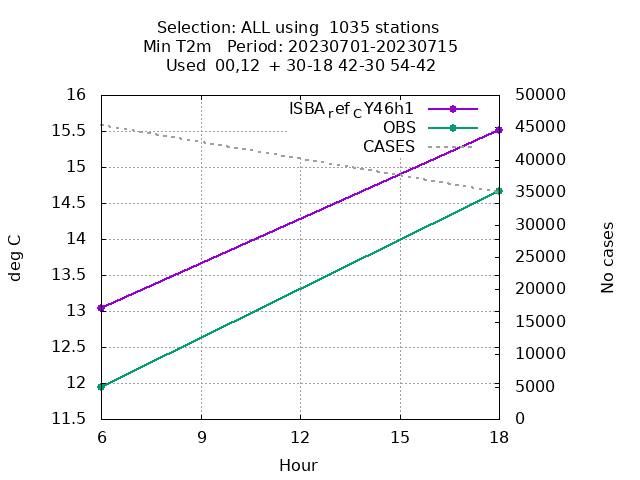 Selection: ALL using  1035 stations
Min T2m   Period: 20230701-20230715
Used  00,12  + 30-18 42-30 54-42
16
15.5
15
14.5
14
13.5
13
12.5
12
11.5
deg C
ISBA_ref_CY46h1
OBS
CASES
50000
45000
40000
35000
30000
25000
20000
15000
10000
5000
0
No cases
6 9 12 15 18
Hour